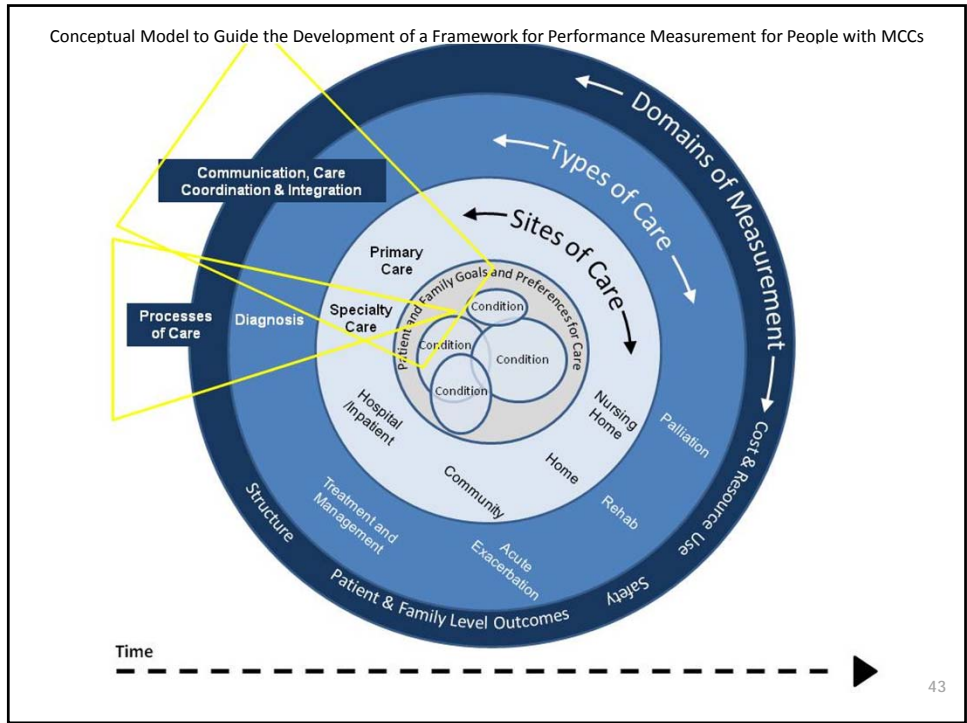 Conceptual Model to Guide the Development of a Framework for Performance Measurement for People with MCCs
Domains of Measurement
Types of Care
Sites of Care
Communication, Care
Coordination & Integration
Primary
Care
Patient and Family Goals and Preferences for Care
Condition
Processes
of Care
Diagnosis
Specialty
Care
Condition
Condition
Condition
Hospital
/Inpatient
Nursing
Home
Palliation
Cost & Resource Use
Home
Community
Rehab
Treatment and
Management
Acute
Exacerbation
Structure
Safety
Patient & Family Level Outcomes
Time
43